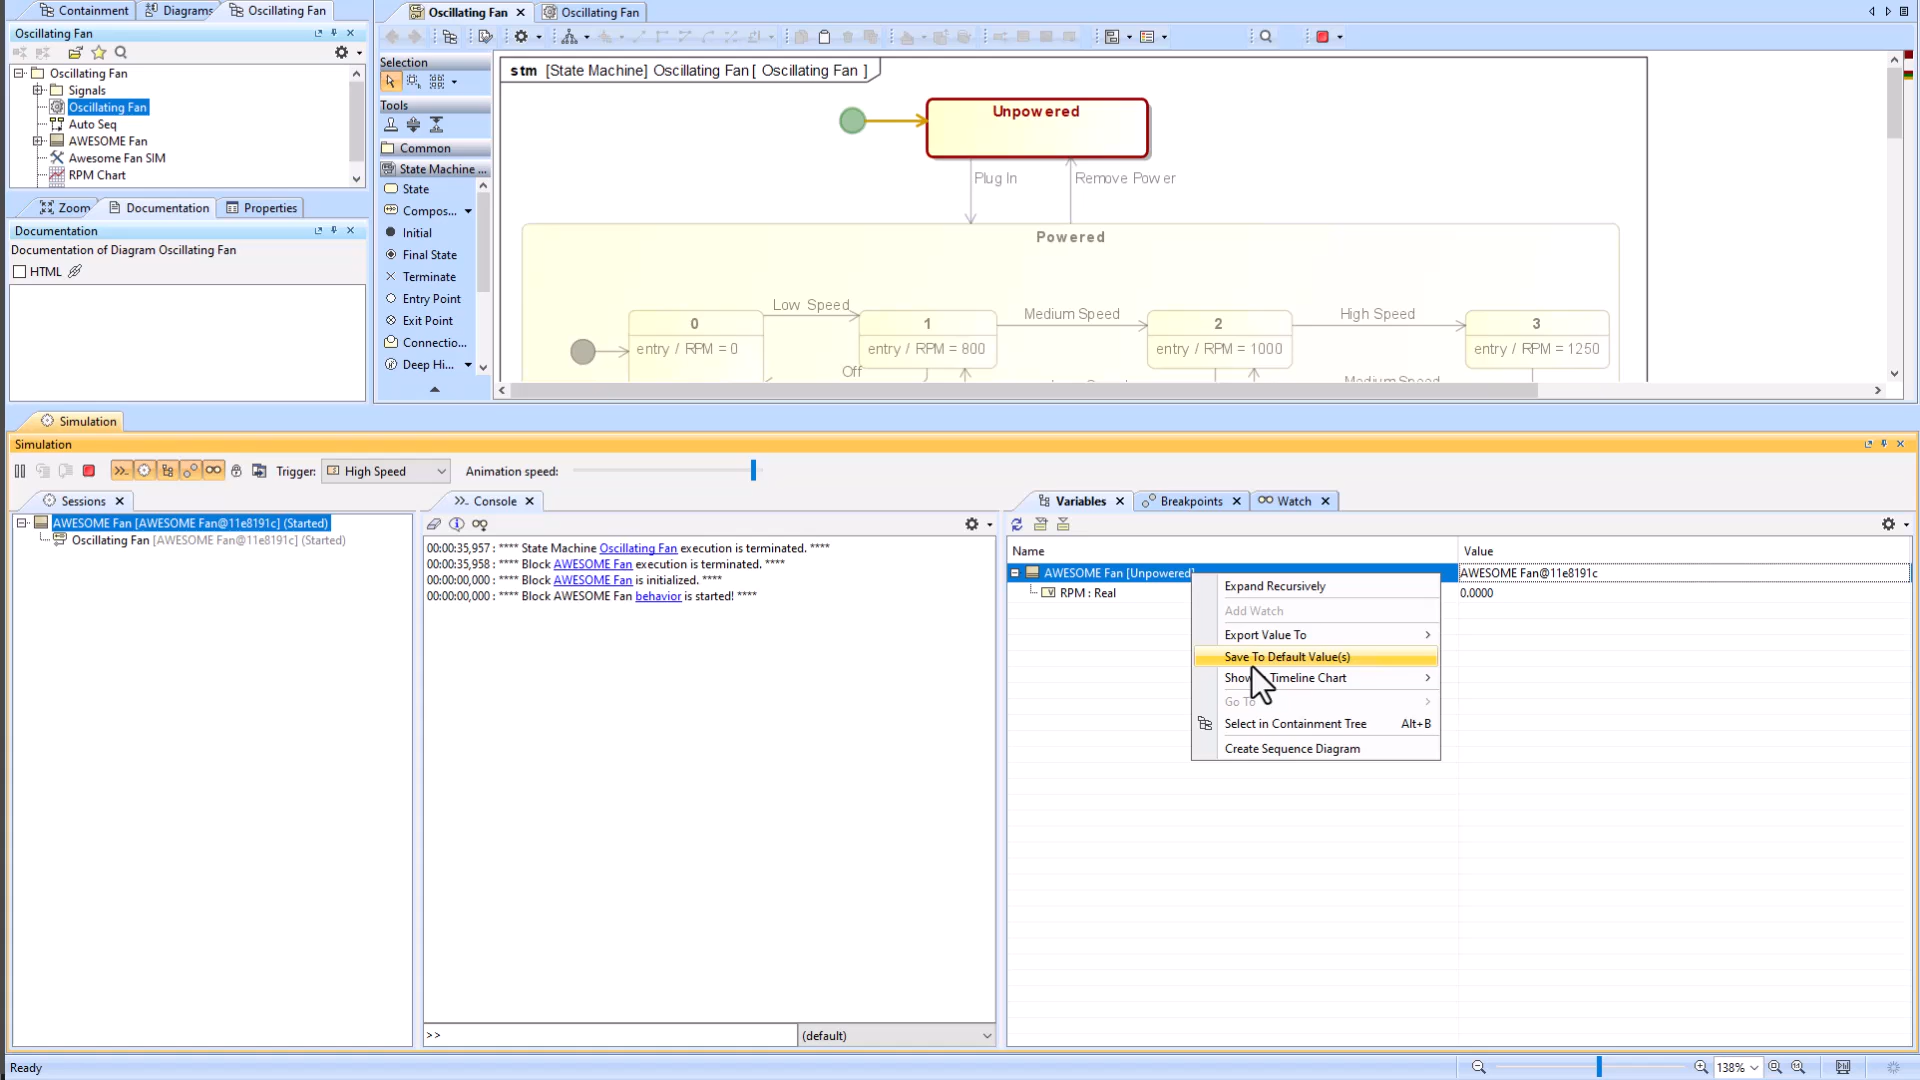 Containment
Diagrams
Oscillating Fan
Oscillating Fan
Oscillating Fan
Signals
Oscillating Fan
Auto Seq
AWESOME Fan
Awesome Fan SIM
RPM Chart
Zoom
Documentation
Properties
Documentation
Documentation of Diagram Oscillating Fan
HTML
Oscillating Fan
Oscillating Fan
Selection
Tools
Common
State Machine ...
State
Compos...
Initial
Final State
Terminate
Entry Point
Exit Point
Connectio...
Deep Hi...
stm [State Machine] Oscillating Fan [ Oscillating Fan ]
Unpowered
Plug In
Remove Power
Powered
Low Speed
Medium Speed
High Speed
0
entry / RPM = 0
1
entry / RPM = 800
2
entry / RPM = 1000
3
entry / RPM = 1250
Off
Simulation
Simulation
Trigger:
High Speed
Animation speed:
Sessions
AWESOME Fan [AWESOME Fan@11e8191c] (Started)
Oscillating Fan [AWESOME Fan@11e8191c] (Started)
Console
00:00:35,957 : **** State Machine Oscillating Fan execution is terminated. ****
00:00:35,958 : **** Block AWESOME Fan execution is terminated. ****
00:00:00,000 : **** Block AWESOME Fan is initialized. ****
00:00:00,000 : **** Block AWESOME Fan behavior is started! ****
>>
(default)
Variables
Breakpoints
Watch
Name
Value
AWESOME Fan [Unpowered]
AWESOME Fan@11e8191c
RPM : Real
0.0000
Expand Recursively
Add Watch
Export Value To
Save To Default Value(s)
Show Timeline Chart
Go To
Select in Containment Tree Alt+B
Create Sequence Diagram
Ready
138%